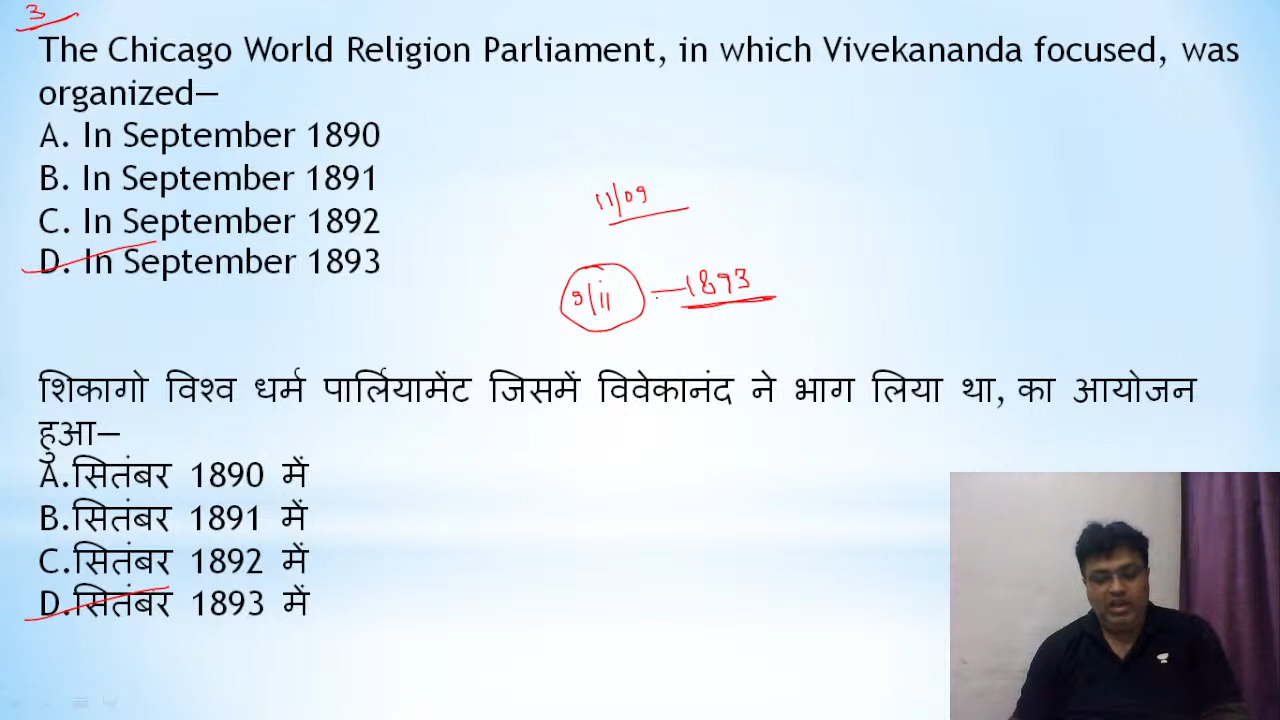 3
The Chicago World Religion Parliament, in which Vivekananda focused, was
organized—
A. In September 1890
B. In September 1891
C. In September 1892
D. In September 1893
11/09
9/11 — 1893
शिकागो विश्व धर्म पार्लियामेंट जिसमें विवेकानंद ने भाग लिया था, का आयोजन
हुआ—
A.सितंबर 1890 में
B.सितंबर 1891 में
C.सितंबर 1892 में
D.सितंबर 1893 में